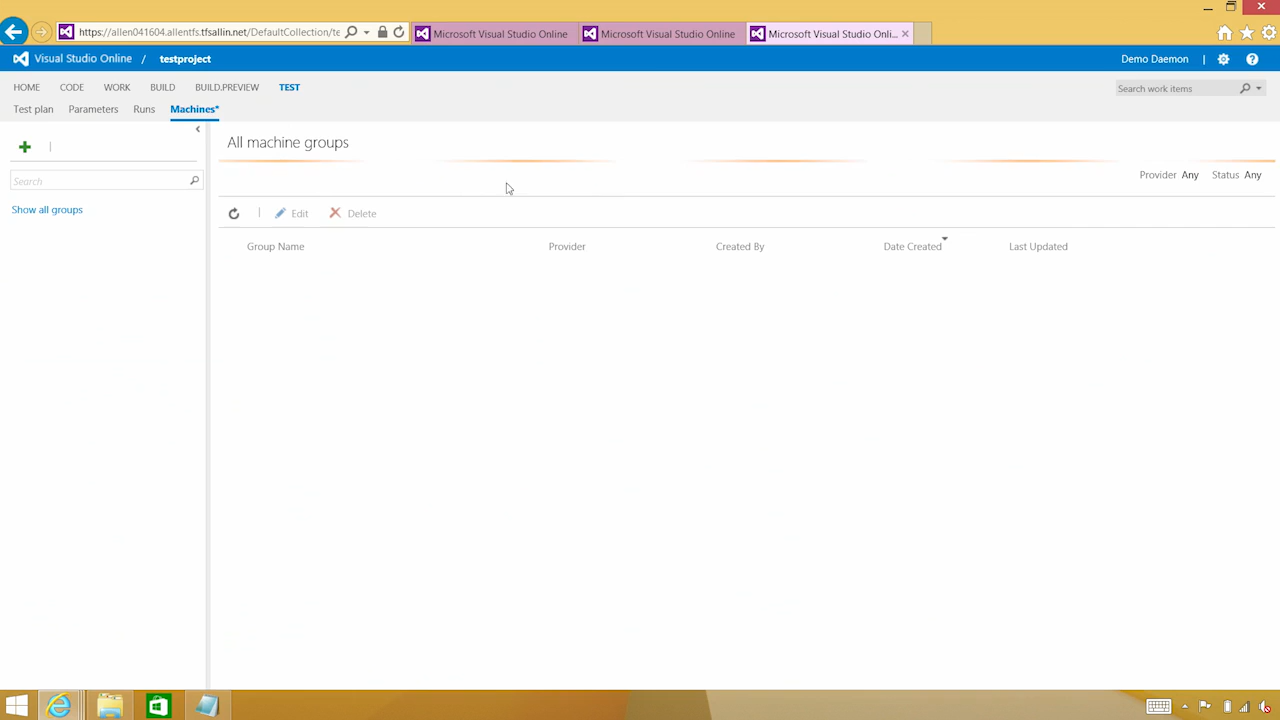 https://allen041604.allentfs.tfsallin.net/DefaultCollection/te
Microsoft Visual Studio Online
Microsoft Visual Studio Online
Microsoft Visual Studio Onli...
Visual Studio Online / testproject
Demo Daemon
HOME CODE WORK BUILD BUILD.PREVIEW TEST
Search work items
Test plan Parameters Runs Machines*
All machine groups
Search
Provider Any Status Any
Show all groups
Edit Delete
Group Name Provider Created By Date Created Last Updated